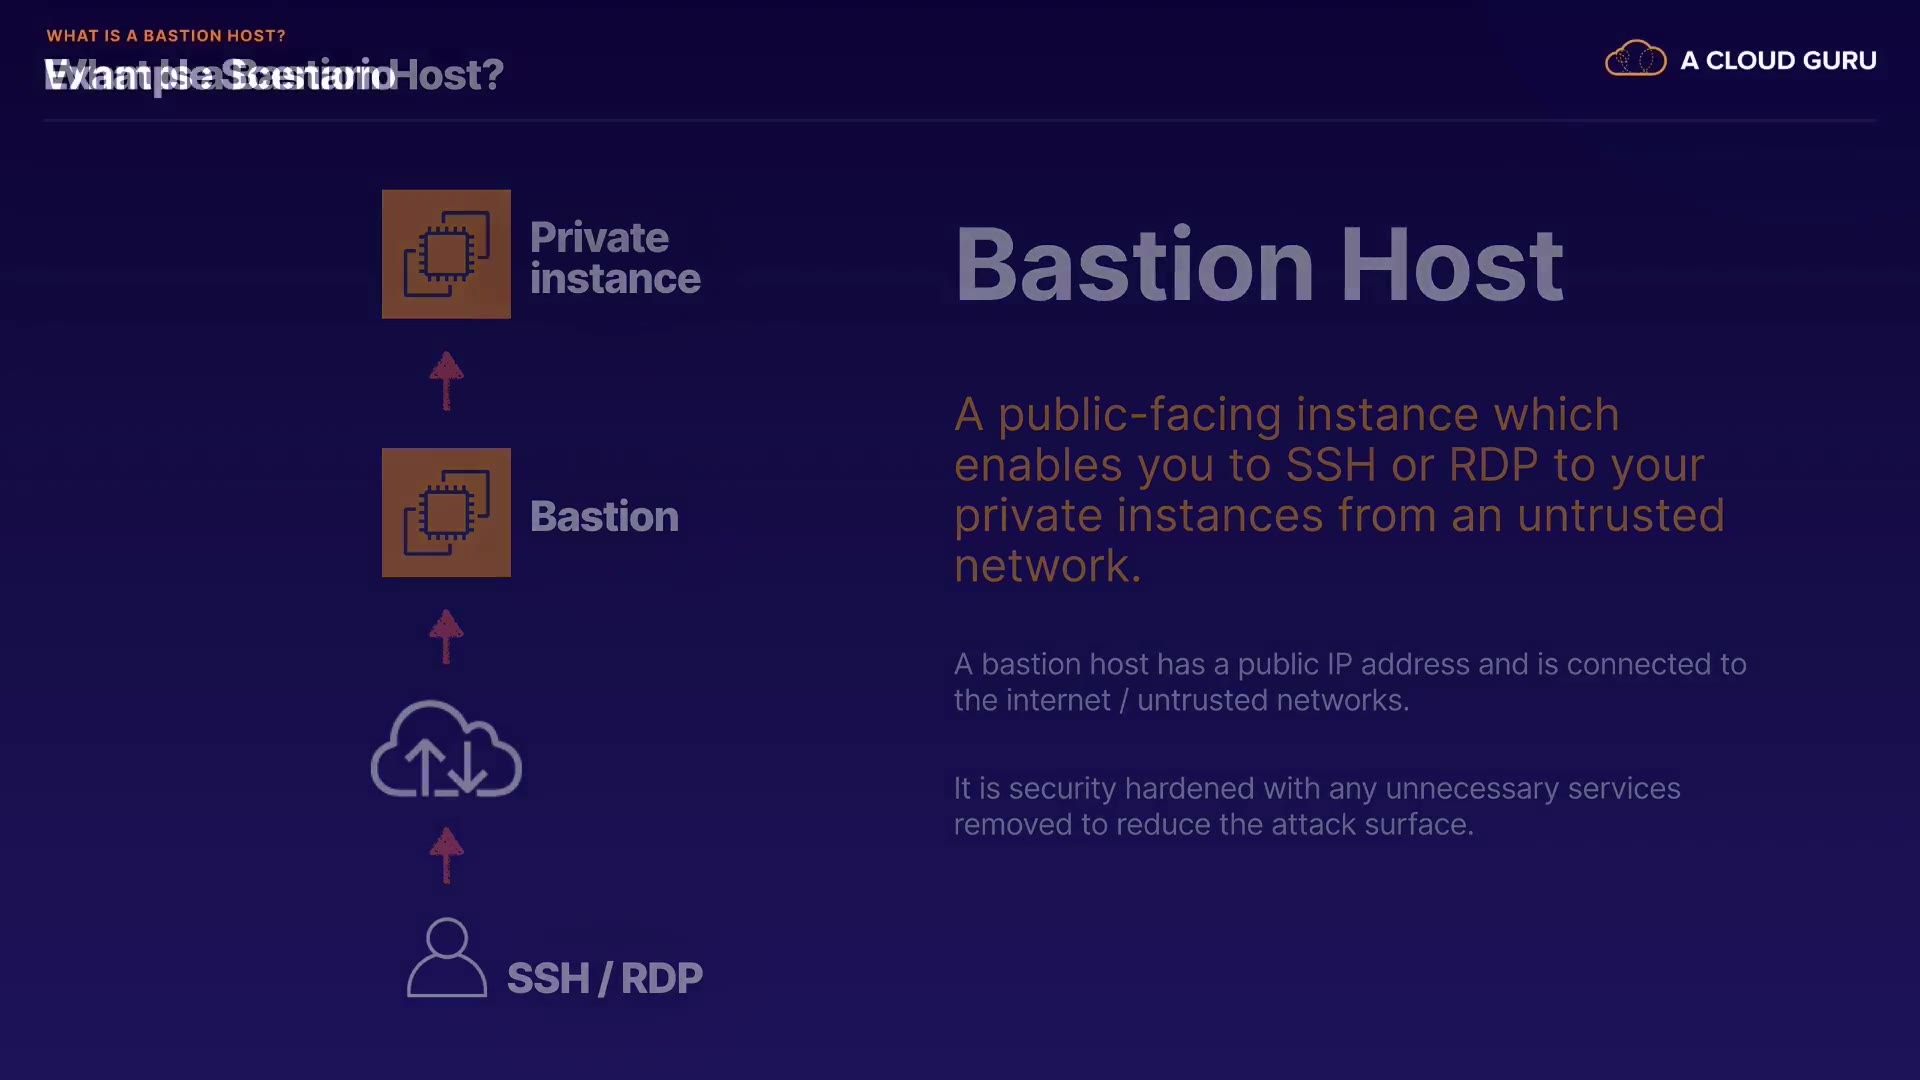 WHAT IS A BASTION HOST?
Example Scenario
What Is a Bastion Host?
A CLOUD GURU
Private
instance
Bastion
SSH / RDP
Bastion Host
A public-facing instance which
enables you to SSH or RDP to your
private instances from an untrusted
network.
A bastion host has a public IP address and is connected to
the internet / untrusted networks.
It is security hardened with any unnecessary services
removed to reduce the attack surface.